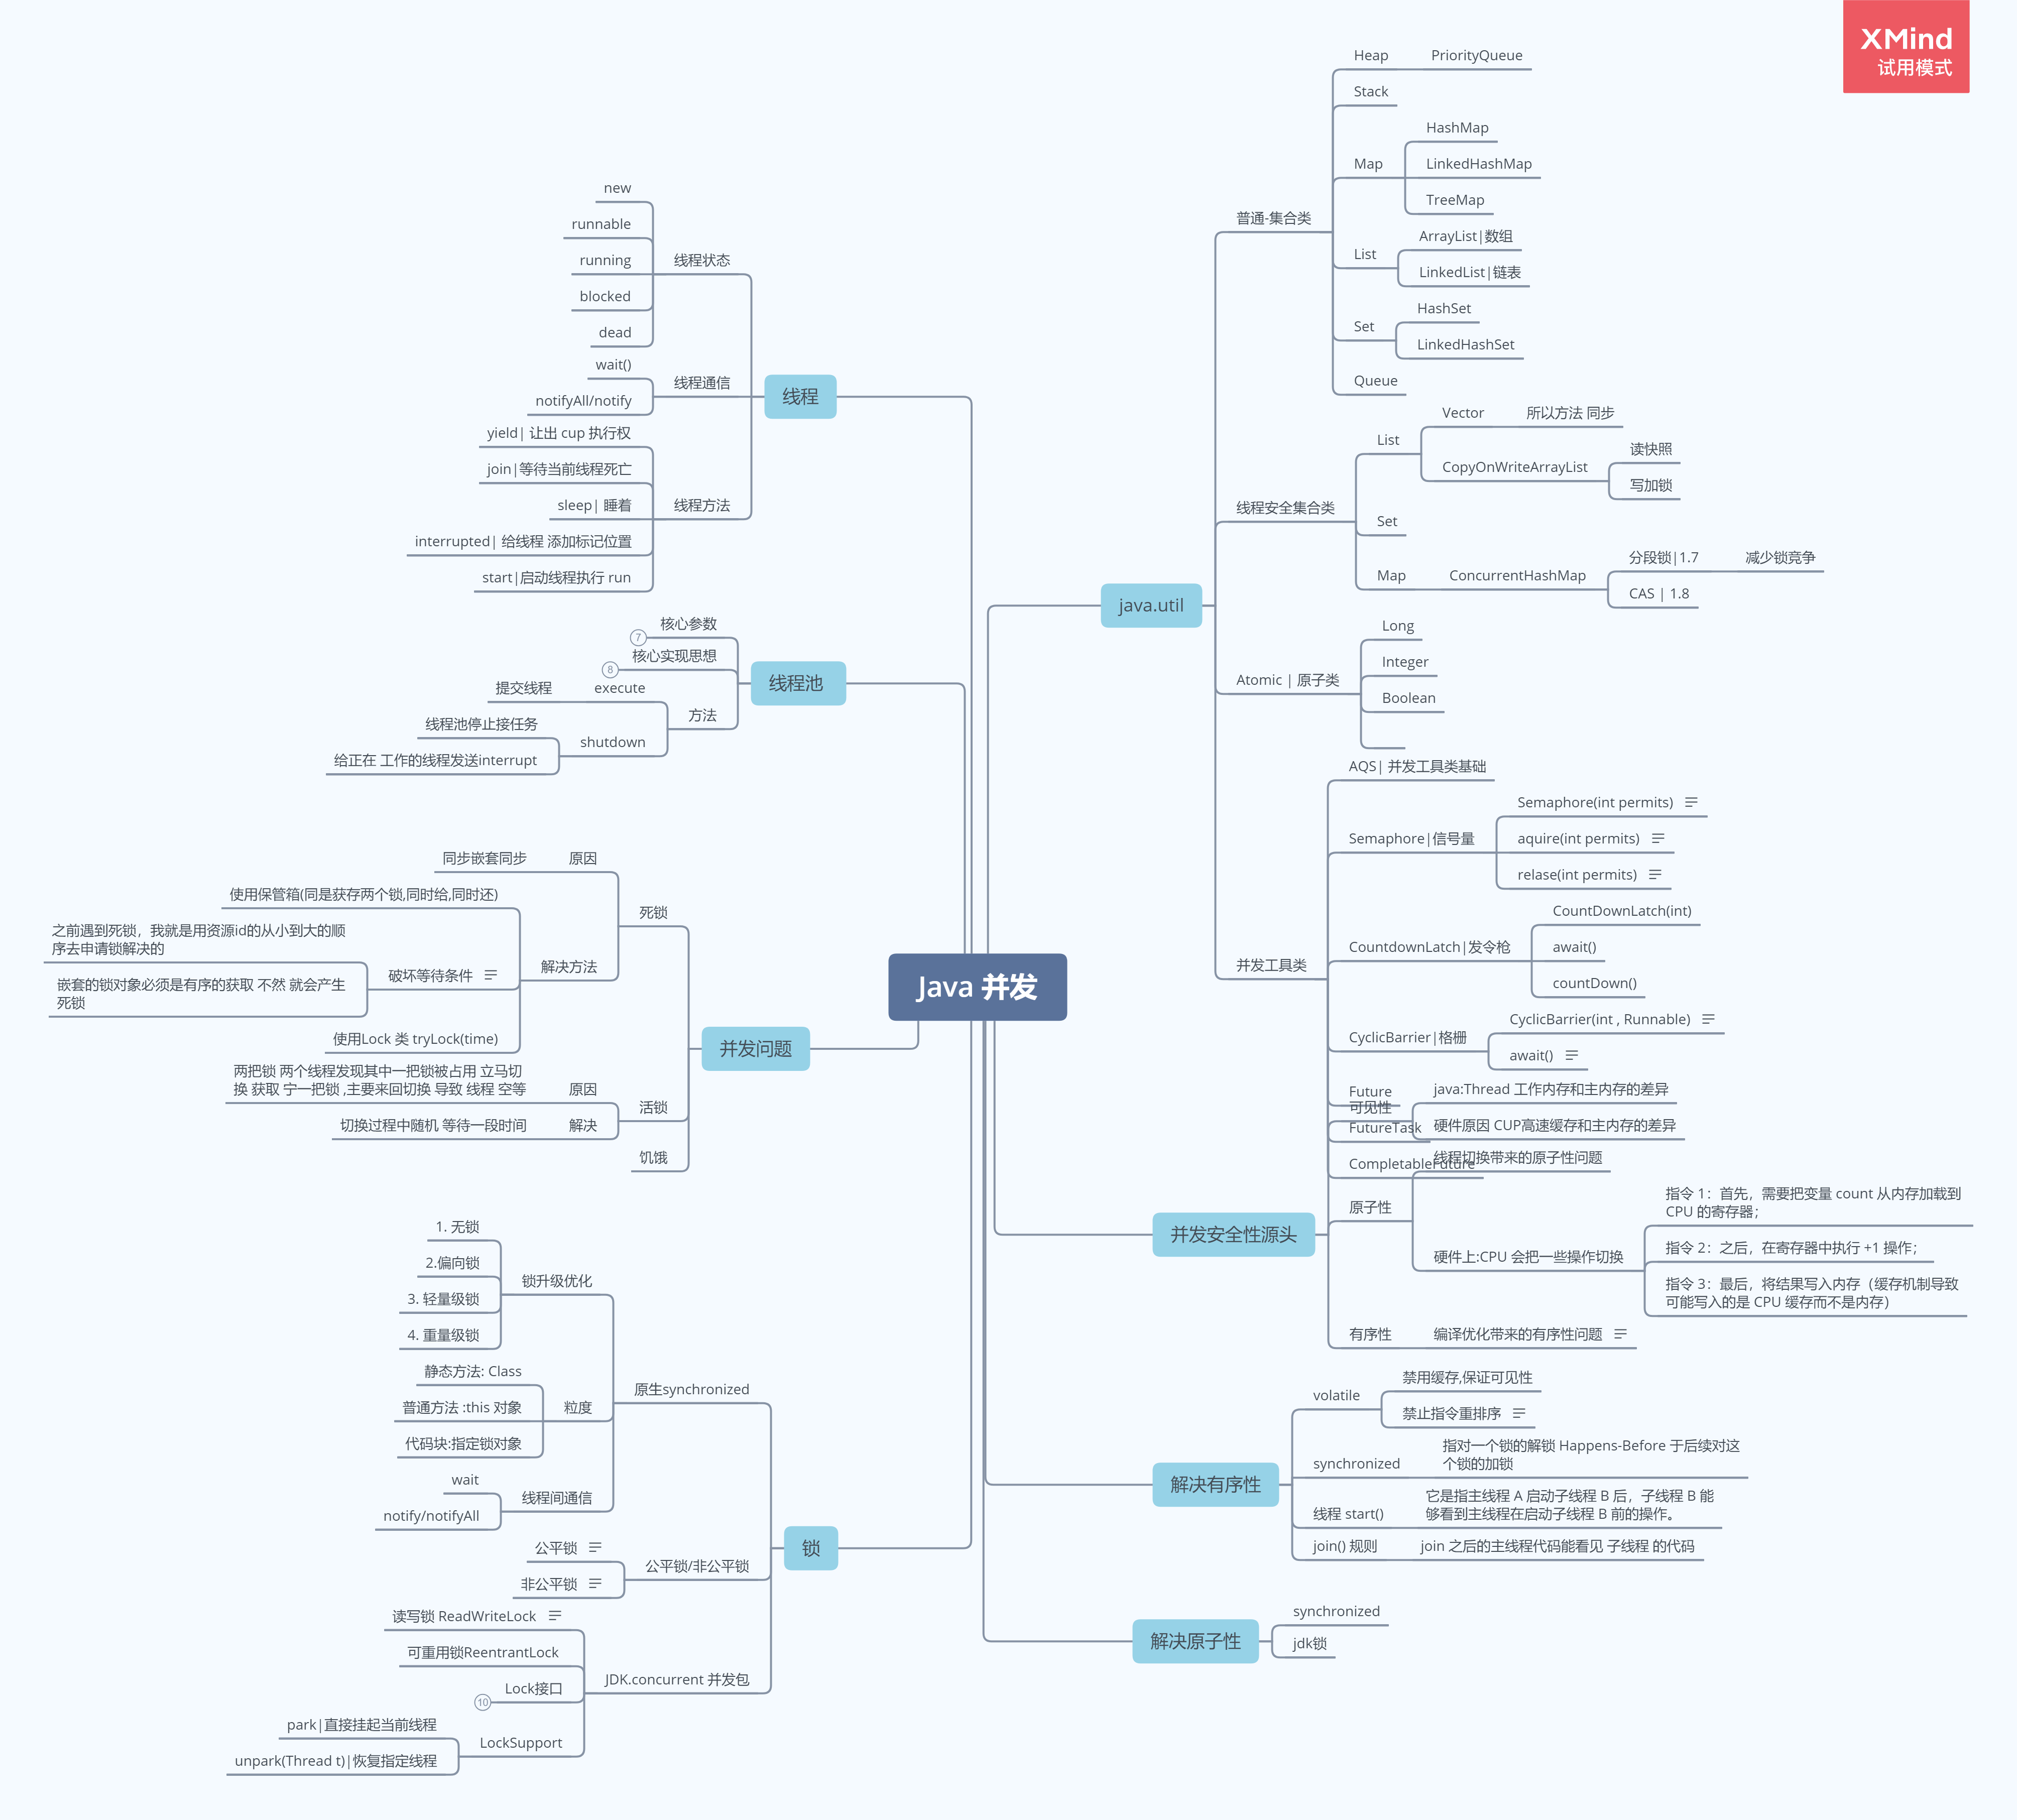 XMind
试用模式
Java 并发
线程
线程状态
new
runnable
running
blocked
dead
线程通信
wait()
notifyAll/notify
线程方法
yield| 让出 cup 执行权
join|等待当前线程死亡
sleep| 睡着
interrupted| 给线程 添加标记位置
start|启动线程执行 run
线程池
核心参数
7
核心实现思想
8
方法
execute
提交线程
shutdown
线程池停止接任务
给正在 工作的线程发送interrupt
并发问题
死锁
原因
同步嵌套同步
解决方法
使用保管箱(同是获存两个锁,同时给,同时还)
破坏等待条件
之前遇到死锁，我就是用资源id的从小到大的顺
序去申请锁解决的
嵌套的锁对象必须是有序的获取 不然 就会产生
死锁
使用Lock 类 tryLock(time)
活锁
原因
两把锁 两个线程发现其中一把锁被占用 立马切
换 获取 宁一把锁 ,主要来回切换 导致 线程 空等
解决
切换过程中随机 等待一段时间
饥饿
锁
原生synchronized
锁升级优化
1. 无锁
2.偏向锁
3. 轻量级锁
4. 重量级锁
粒度
静态方法: Class
普通方法 :this 对象
代码块:指定锁对象
线程间通信
wait
notify/notifyAll
公平锁/非公平锁
公平锁
非公平锁
JDK.concurrent 并发包
读写锁 ReadWriteLock
可重用锁ReentrantLock
Lock接口
10
LockSupport
park|直接挂起当前线程
unpark(Thread t)|恢复指定线程
java.util
普通-集合类
Heap
PriorityQueue
Stack
Map
HashMap
LinkedHashMap
TreeMap
List
ArrayList|数组
LinkedList|链表
Set
HashSet
LinkedHashSet
Queue
线程安全集合类
List
Vector
所以方法 同步
CopyOnWriteArrayList
读快照
写加锁
Set
Map
ConcurrentHashMap
分段锁|1.7
减少锁竞争
CAS | 1.8
Atomic | 原子类
Long
Integer
Boolean
并发工具类
AQS| 并发工具类基础
Semaphore|信号量
Semaphore(int permits)
aquire(int permits)
relase(int permits)
CountdownLatch|发令枪
CountDownLatch(int)
await()
countDown()
CyclicBarrier|格栅
CyclicBarrier(int , Runnable)
await()
Future
FutureTask
CompletableFuture
并发安全性源头
可见性
java:Thread 工作内存和主内存的差异
硬件原因 CUP高速缓存和主内存的差异
原子性
线程切换带来的原子性问题
硬件上:CPU 会把一些操作切换
指令 1：首先，需要把变量 count 从内存加载到
CPU 的寄存器；
指令 2：之后，在寄存器中执行 +1 操作；
指令 3：最后，将结果写入内存（缓存机制导致
可能写入的是 CPU 缓存而不是内存）
有序性
编译优化带来的有序性问题
解决有序性
volatile
禁用缓存,保证可见性
禁止指令重排序
synchronized
指对一个锁的解锁 Happens-Before 于后续对这
个锁的加锁
线程 start()
它是指主线程 A 启动子线程 B 后，子线程 B 能
够看到主线程在启动子线程 B 前的操作。
join() 规则
join 之后的主线程代码能看见 子线程 的代码
解决原子性
synchronized
jdk锁